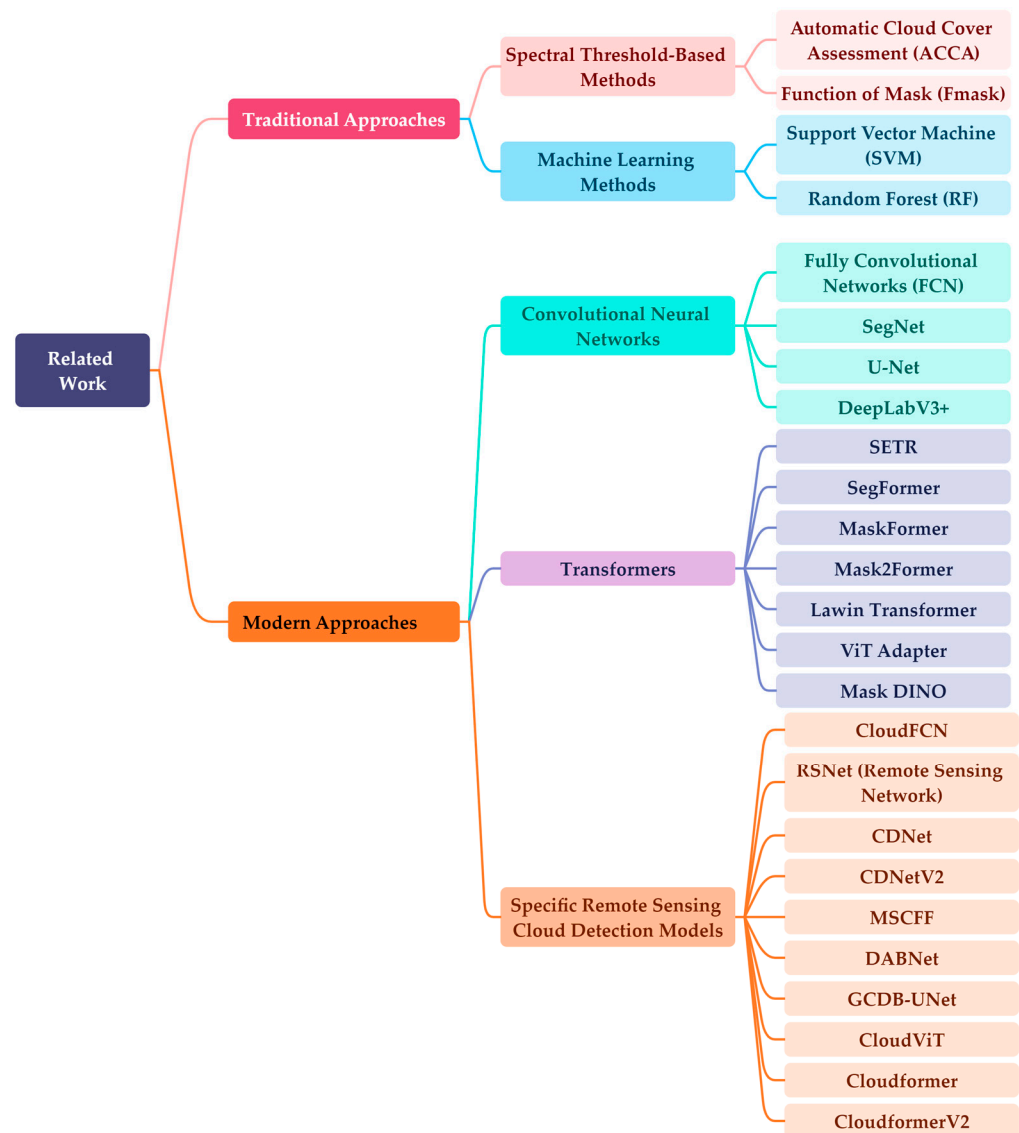 Related
Work
Traditional Approaches
Spectral Threshold-Based
Methods
Automatic Cloud Cover
Assessment (ACCA)
Function of Mask (Fmask)
Machine Learning
Methods
Support Vector Machine
(SVM)
Random Forest (RF)
Modern Approaches
Convolutional Neural
Networks
Fully Convolutional
Networks (FCN)
SegNet
U-Net
DeepLabV3+
Transformers
SETR
SegFormer
MaskFormer
Mask2Former
Lawin Transformer
ViT Adapter
Mask DINO
Specific Remote Sensing
Cloud Detection Models
CloudFCN
RSNet (Remote Sensing
Network)
CDNet
CDNetV2
MSCFF
DABNet
GCDB-UNet
CloudViT
Cloudformer
CloudformerV2